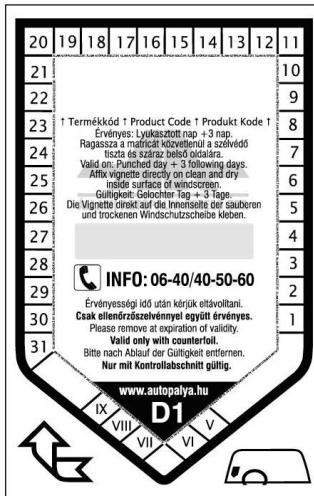 20 19 18 17 16 15 14 13 12 11
21 10
22 9
23 8
24 7
25 6
26 5
27 4
28 3
29 2
30 1
31
↑ Termékkód ↑ Product Code ↑ Produkt Kode ↑
Érvényes: Lyukasztott nap +3 nap.
Ragassza a matricát közvetlenül a szélvédő
tiszta és száraz belső oldalára.
Valid on: Punched day + 3 following days.
Affix vignette directly on clean and dry
inside surface of windscreen.
Gültigkeit: Gelochter Tag + 3 Tage.
Die Vignette direkt auf die Innenseite der sauberen
und trockenen Windschutzscheibe kleben.
INFO: 06-40/40-50-60
Érvényességi idő után kérjük eltávolítani.
Csak ellenőrzőszelvénnyel együtt érvényes.
Please remove at expiration of validity.
Valid only with counterfoil.
Bitte nach Ablauf der Gültigkeit entfernen.
Nur mit Kontrollabschnitt gültig.
www.autopalya.hu
D1
IX VIII VII VI V